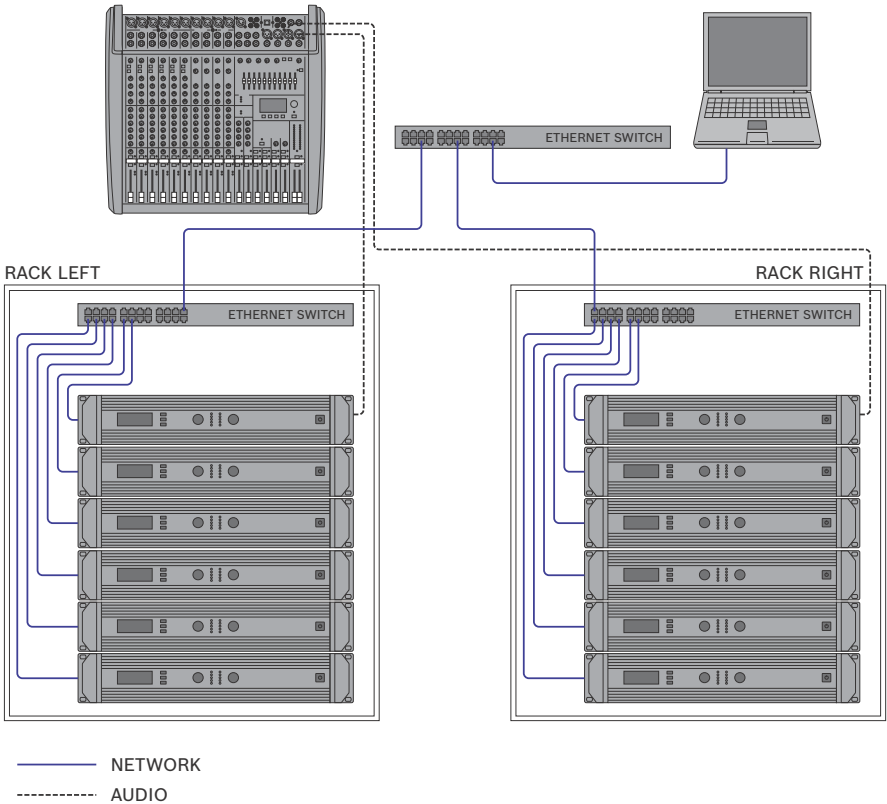 ETHERNET SWITCH
RACK LEFT
RACK RIGHT
ETHERNET SWITCH
ETHERNET SWITCH
NETWORK
AUDIO